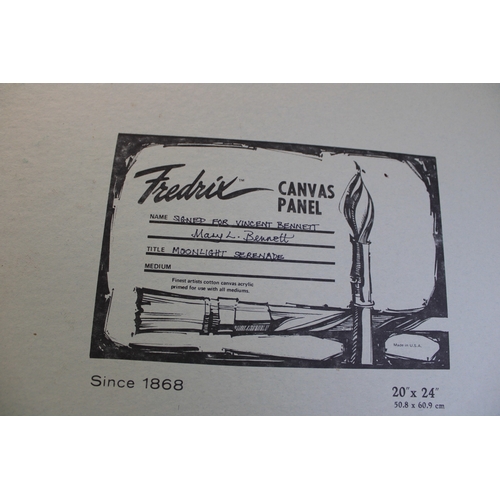 Fredrix™ CANVAS
PANEL
NAME SIGNED FOR VINCENT BENNETT
Mary L. Bennett
TITLE MOONLIGHT SERENADE
MEDIUM
Finest artists cotton canvas acrylic
primed for use with all mediums.
Made in U.S.A.
Since 1868
20" x 24"
50.8 x 60.9 cm